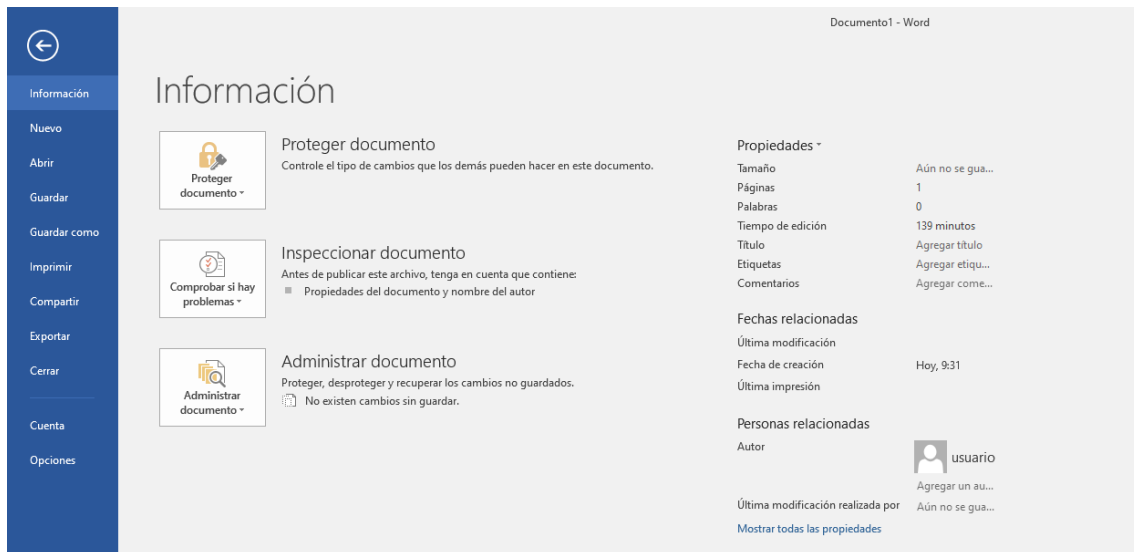 Documento1 - Word
Información
Nuevo
Abrir
Guardar
Guardar como
Imprimir
Compartir
Exportar
Cerrar
Cuenta
Opciones
Información
Proteger
documento
Proteger documento
Controle el tipo de cambios que los demás pueden hacer en este documento.
Comprobar si hay
problemas
Inspeccionar documento
Antes de publicar este archivo, tenga en cuenta que contiene:
Propiedades del documento y nombre del autor
Administrar
documento
Administrar documento
Proteger, desproteger y recuperar los cambios no guardados.
No existen cambios sin guardar.
Propiedades
Tamaño Aún no se gua...
Páginas 1
Palabras 0
Tiempo de edición 139 minutos
Título Agregar título
Etiquetas Agregar etiqu...
Comentarios Agregar come...
Fechas relacionadas
Última modificación
Fecha de creación Hoy, 9:31
Última impresión
Personas relacionadas
Autor usuario
Agregar un au...
Última modificación realizada por Aún no se gua...
Mostrar todas las propiedades